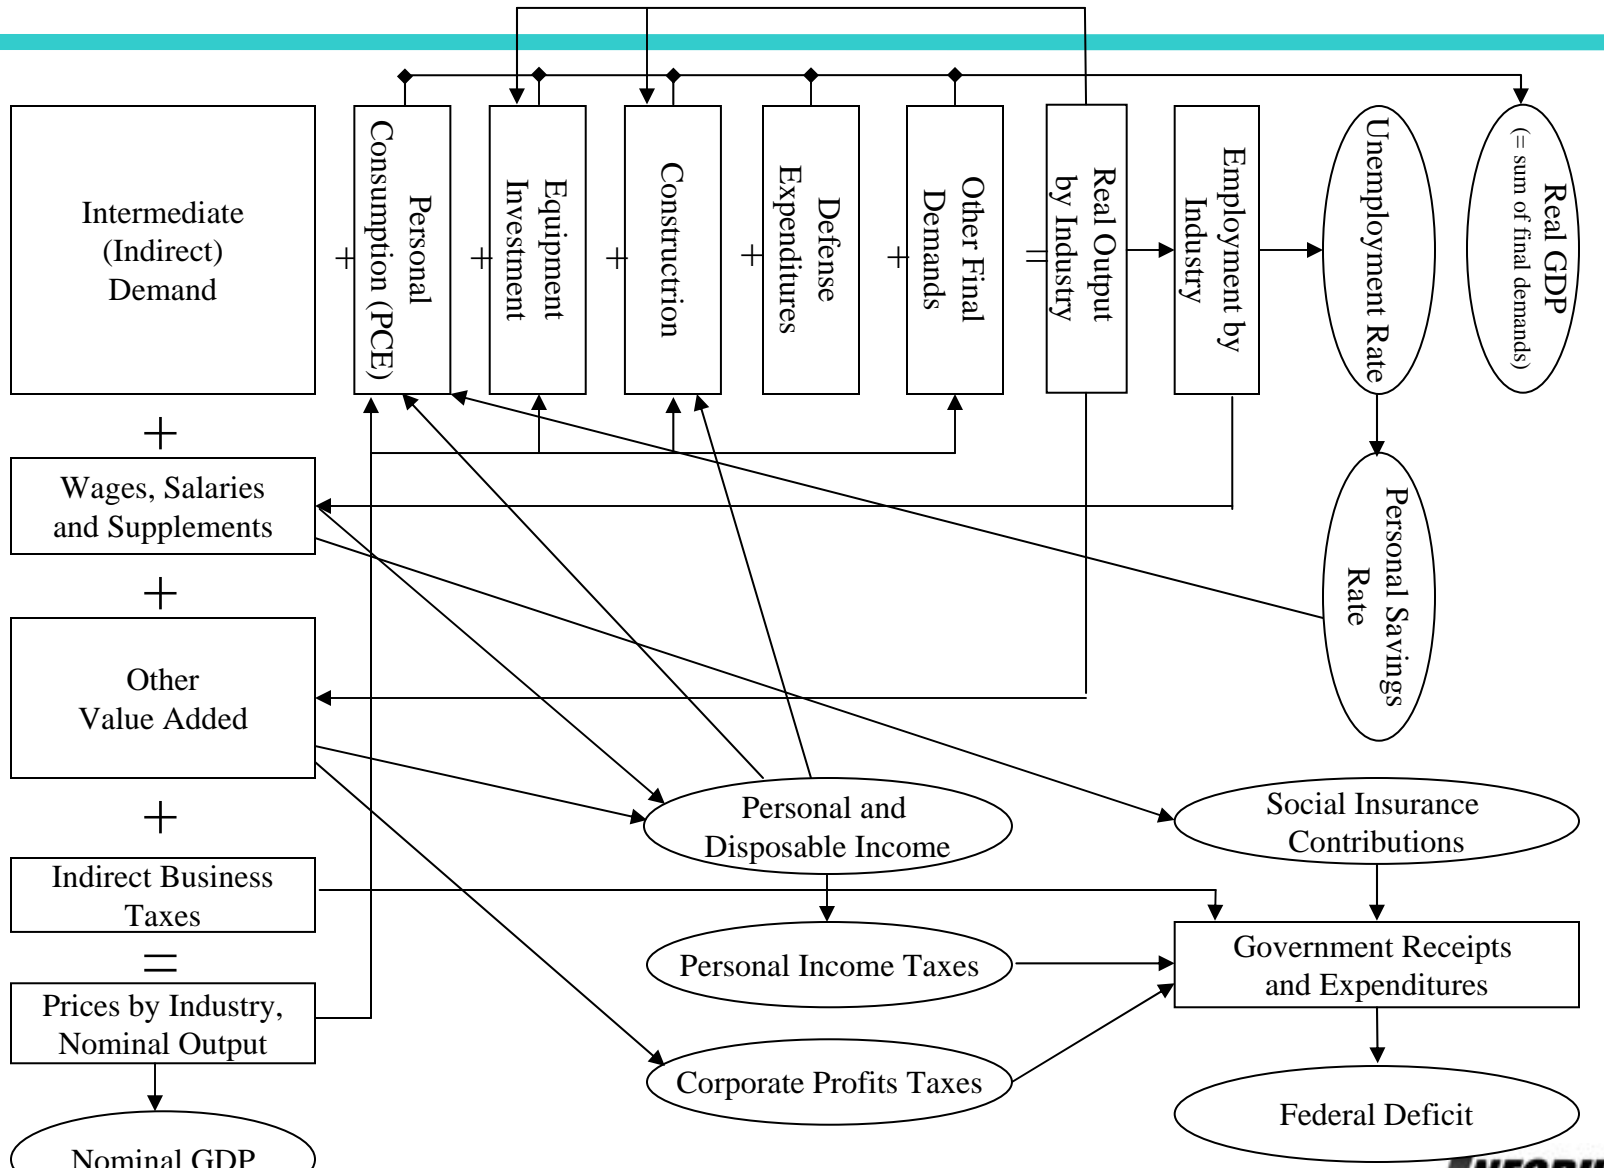 Intermediate
(Indirect)
Demand
+
Personal
Consumption (PCE)
+
Equipment
Investment
+
Constructrion
+
Defense
Expenditures
+
Other Final
Demands
=
Real Output
by Industry
Employment by
Industry
Unemployment Rate
Real GDP
(= sum of final demands)
+
Wages, Salaries
and Supplements
+
Other
Value Added
+
Indirect Business
Taxes
=
Prices by Industry,
Nominal Output
Nominal GDP
Personal Savings
Rate
Personal and
Disposable Income
Social Insurance
Contributions
Personal Income Taxes
Government Receipts
and Expenditures
Corporate Profits Taxes
Federal Deficit